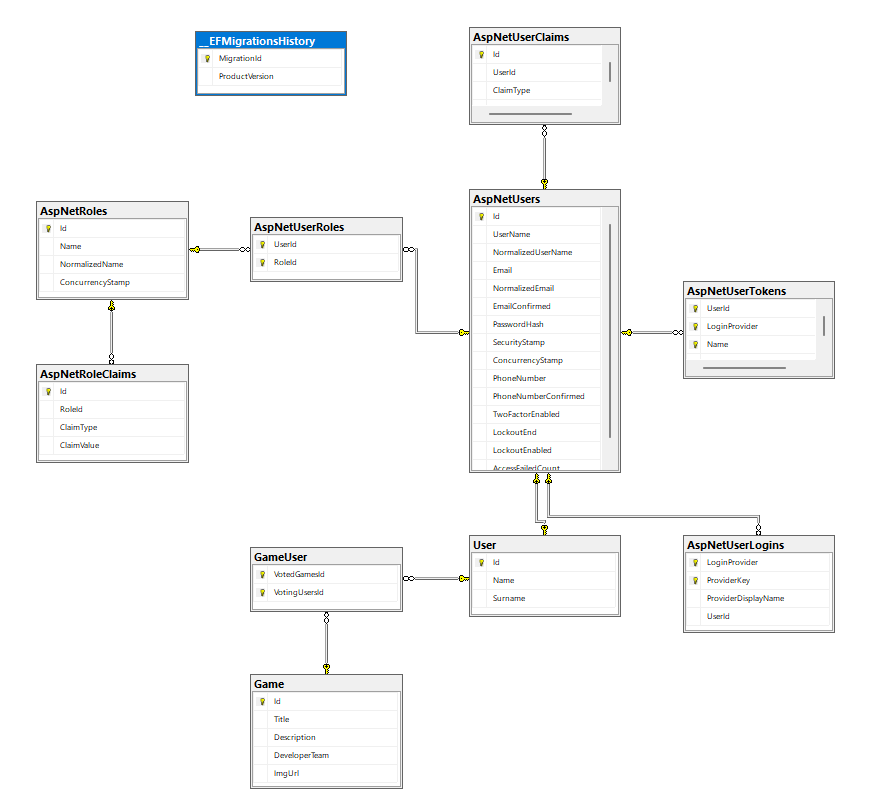 __EFMigrationsHistory
MigrationId
ProductVersion
AspNetUserClaims
Id
UserId
ClaimType
AspNetRoles
Id
Name
NormalizedName
ConcurrencyStamp
AspNetUserRoles
UserId
RoleId
AspNetUsers
Id
UserName
NormalizedUserName
Email
NormalizedEmail
EmailConfirmed
PasswordHash
SecurityStamp
ConcurrencyStamp
PhoneNumber
PhoneNumberConfirmed
TwoFactorEnabled
LockoutEnd
LockoutEnabled
AccessFailedCount
AspNetUserTokens
UserId
LoginProvider
Name
AspNetRoleClaims
Id
RoleId
ClaimType
ClaimValue
GameUser
VotedGamesId
VotingUsersId
User
Id
Name
Surname
AspNetUserLogins
LoginProvider
ProviderKey
ProviderDisplayName
UserId
Game
Id
Title
Description
DeveloperTeam
ImgUrl